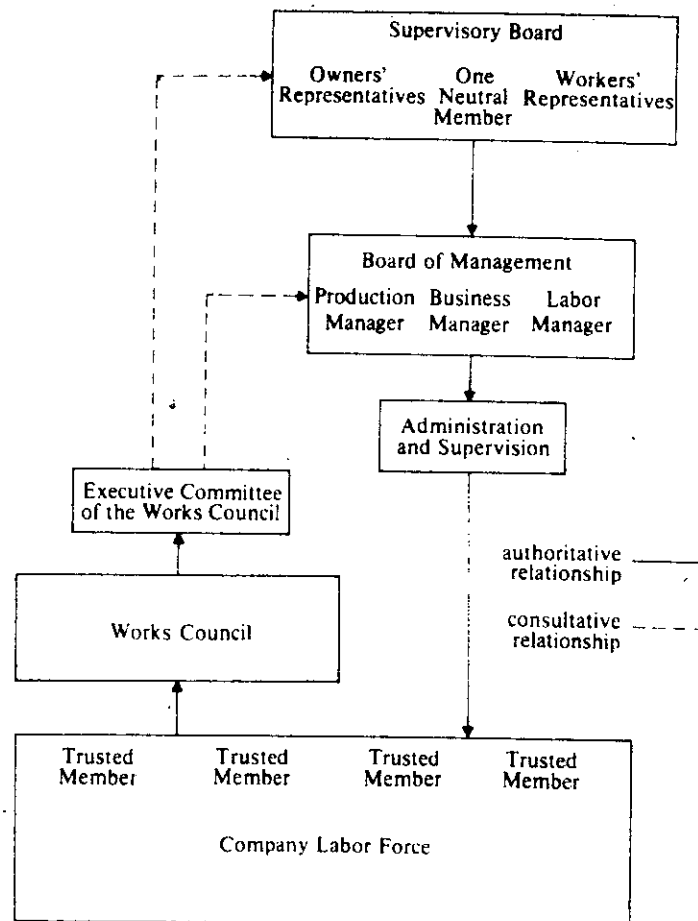 Supervisory Board
Owners' One Workers'
Representatives Neutral Representatives
Member
Board of Management
Production Business Labor
Manager Manager Manager
Administration
and Supervision
Executive Committee
of the Works Council
authoritative
relationship
consultative
relationship
Works Council
Trusted Trusted Trusted Trusted
Member Member Member Member
Company Labor Force